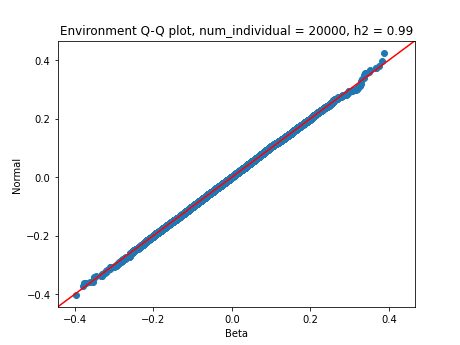 Environment Q-Q plot, num_individual = 20000, h2 = 0.99
Normal
0.4
0.2
0.0
−0.2
−0.4
−0.4 −0.2 0.0 0.2 0.4
Beta